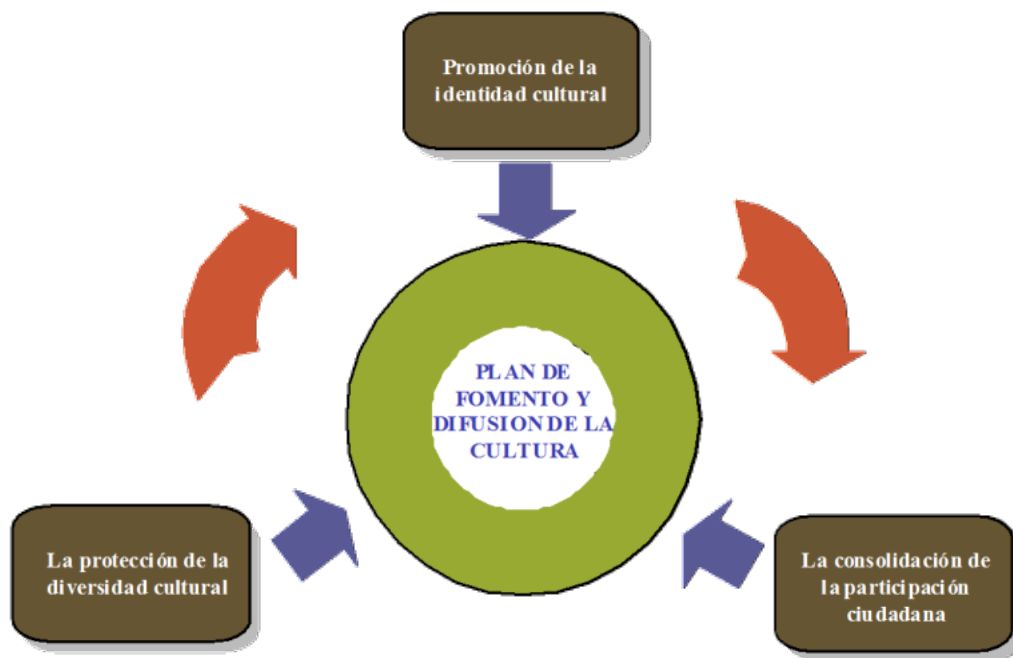 Promoción de la
identidad cultural
PLAN DE
FOMENTO Y
DIFUSION DE LA
CULTURA
La protección de la
diversidad cultural
La consolidación de
la participación
ciudadana